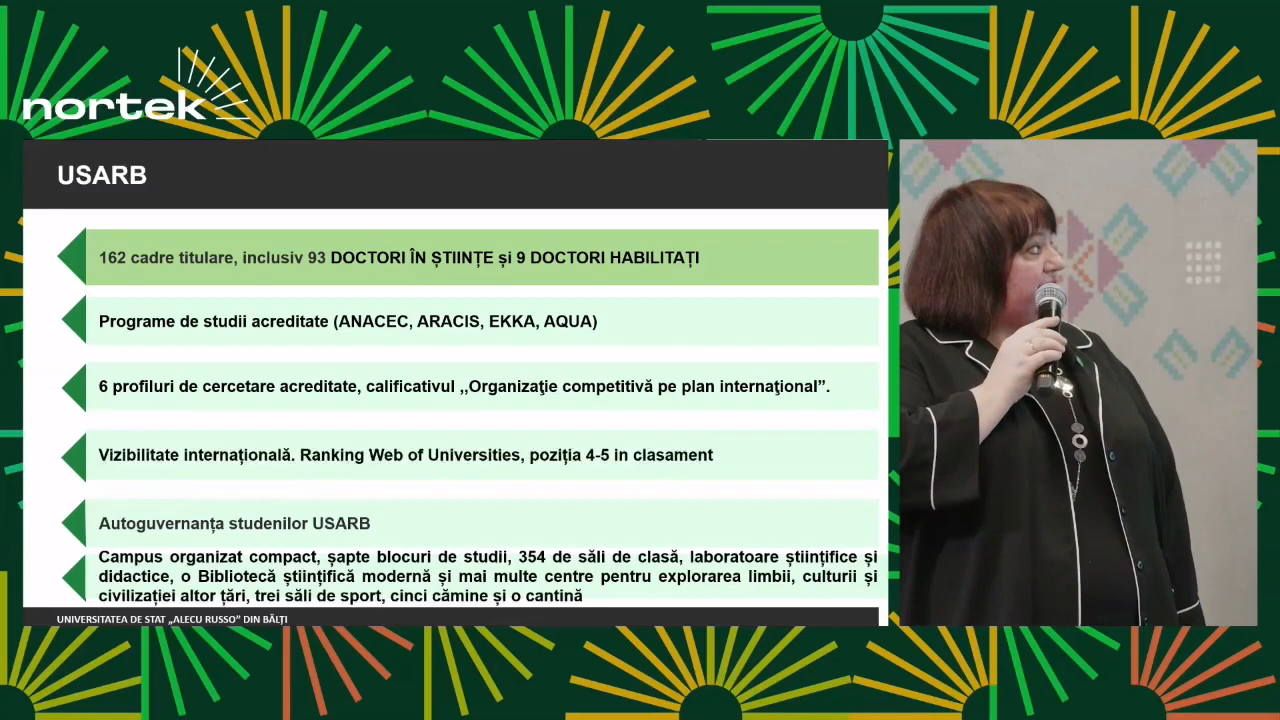 nortek
USARB
162 cadre titulare, inclusiv 93 DOCTORI ÎN ȘTIINȚE și 9 DOCTORI HABILITAȚI
Programe de studii acreditate (ANACEC, ARACIS, EKKA, AQUA)
6 profiluri de cercetare acreditate, calificativul ,,Organizaţie competitivă pe plan internaţional”.
Vizibilitate internațională. Ranking Web of Universities, poziția 4-5 in clasament
Autoguvernanța studenilor USARB
Campus organizat compact, șapte blocuri de studii, 354 de săli de clasă, laboratoare științifice și
didactice, o Bibliotecă științifică modernă și mai multe centre pentru explorarea limbii, culturii și
civilizației altor țări, trei săli de sport, cinci cămine și o cantină
UNIVERSITATEA DE STAT „ALECU RUSSO” DIN BĂLȚI